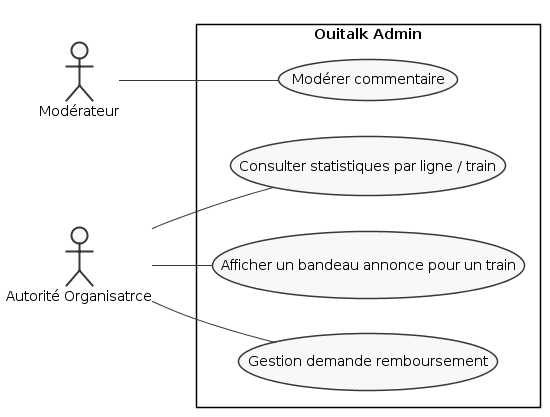 Ouitalk Admin
Modérer commentaire
Modérateur
Consulter statistiques par ligne / train
Afficher un bandeau annonce pour un train
Autorité Organisatrce
Gestion demande remboursement